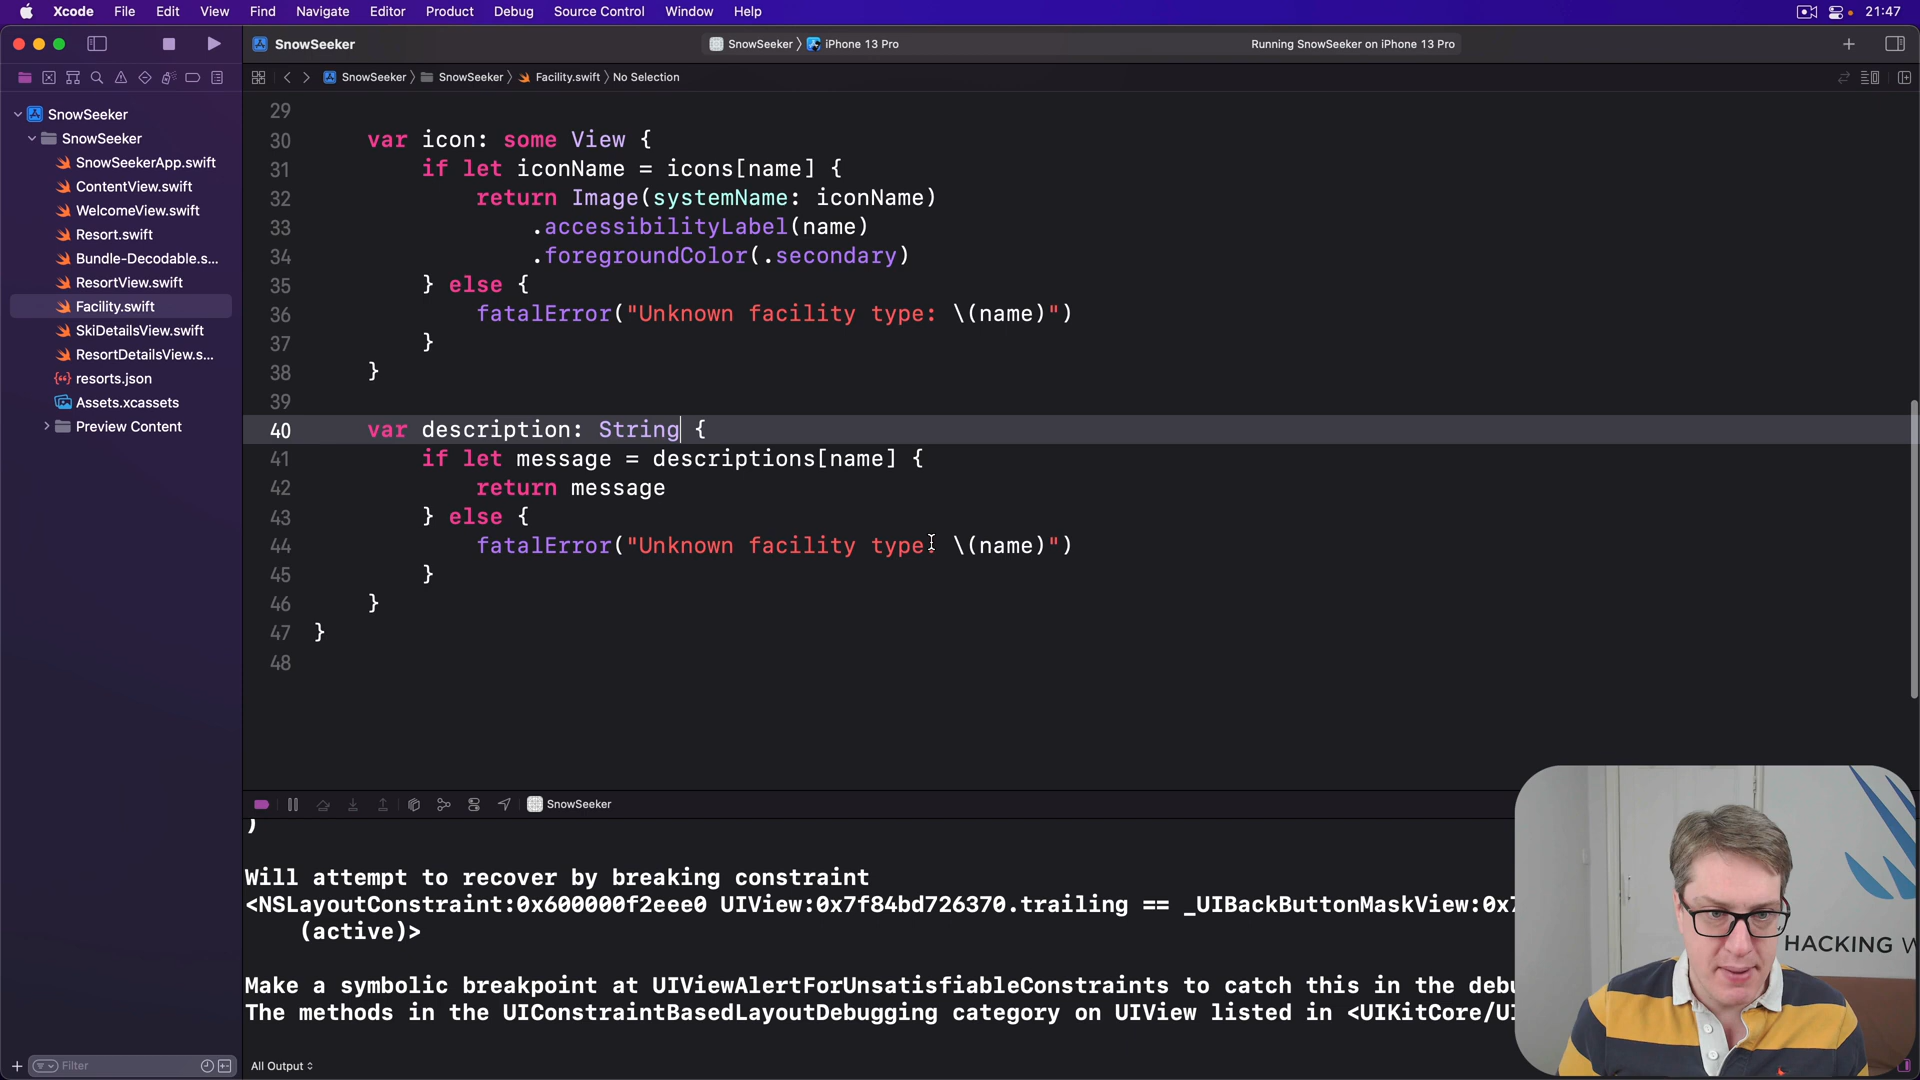 Xcode File Edit View Find Navigate Editor Product Debug Source Control Window Help 21:47
SnowSeeker SnowSeeker iPhone 13 Pro Running SnowSeeker on iPhone 13 Pro
SnowSeeker SnowSeeker Facility.swift No Selection
SnowSeeker
SnowSeeker
SnowSeekerApp.swift
ContentView.swift
WelcomeView.swift
Resort.swift
Bundle-Decodable.s...
ResortView.swift
Facility.swift
SkiDetailsView.swift
ResortDetailsView.s...
resorts.json
Assets.xcassets
Preview Content
Filter
29
30 var icon: some View {
31 if let iconName = icons[name] {
32 return Image(systemName: iconName)
33 .accessibilityLabel(name)
34 .foregroundColor(.secondary)
35 } else {
36 fatalError("Unknown facility type: \(name)")
37 }
38 }
39
40 var description: String {
41 if let message = descriptions[name] {
42 return message
43 } else {
44 fatalError("Unknown facility type: \(name)")
45 }
46 }
47 }
48
SnowSeeker
)
Will attempt to recover by breaking constraint
<NSLayoutConstraint:0x600000f2eee0 UIView:0x7f84bd726370.trailing == _UIBackButtonMaskView:0x7
(active)>
Make a symbolic breakpoint at UIViewAlertForUnsatisfiableConstraints to catch this in the debu
The methods in the UIConstraintBasedLayoutDebugging category on UIView listed in <UIKitCore/UI
All Output
HACKING W